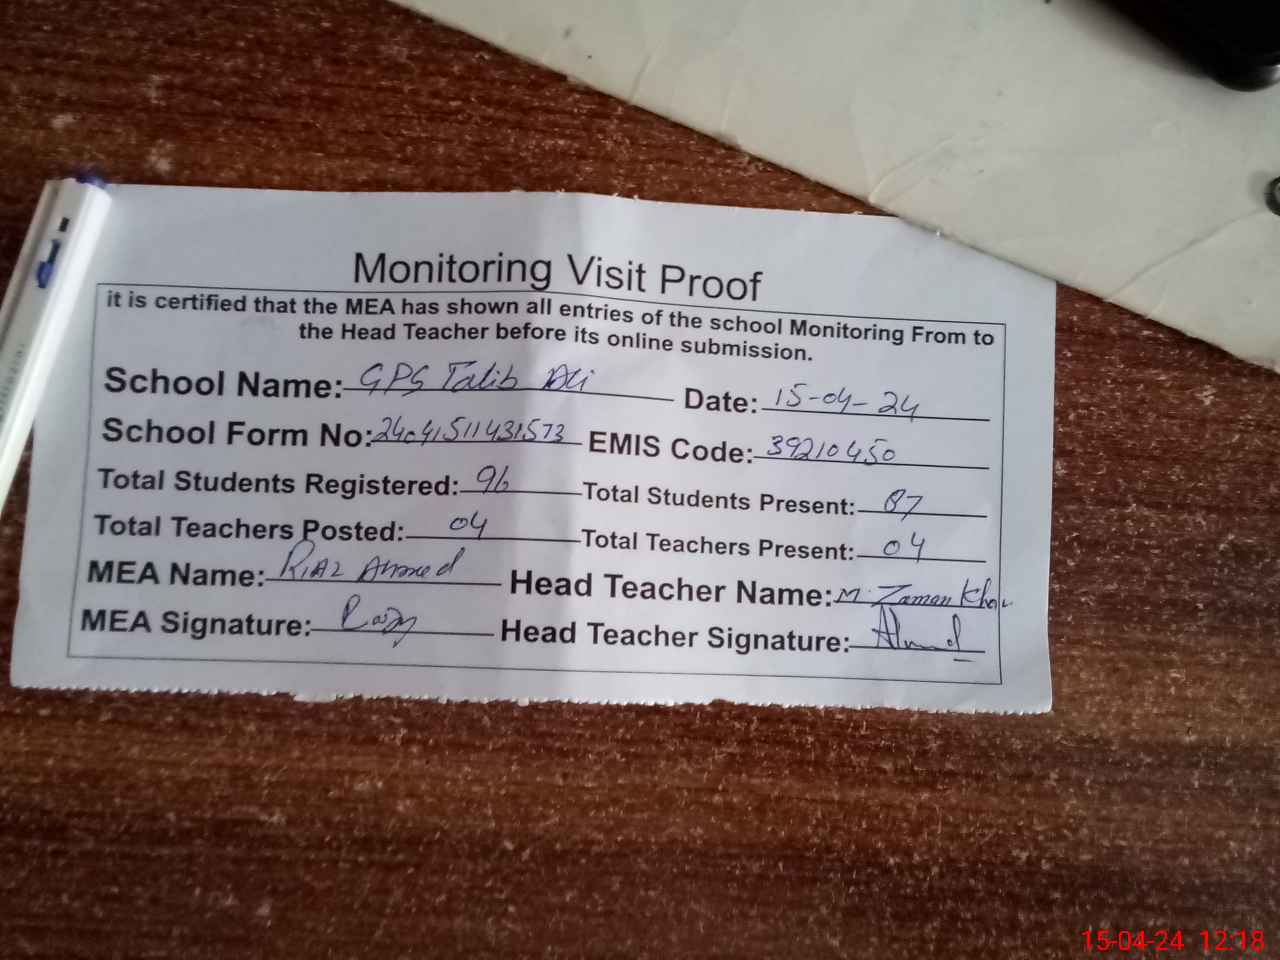 Monitoring Visit Proof
it is certified that the MEA has shown all entries of the school Monitoring From to
the Head Teacher before its online submission.
School Name: GPS Talib Ali Date: 15-04-24
School Form No: 24041511431573 EMIS Code: 39210450
Total Students Registered: 96 Total Students Present: 87
Total Teachers Posted: 04 Total Teachers Present: 04
MEA Name: Riaz Ahmed Head Teacher Name: M. Zaman Khan
MEA Signature: Head Teacher Signature:
15-04-24 12:18